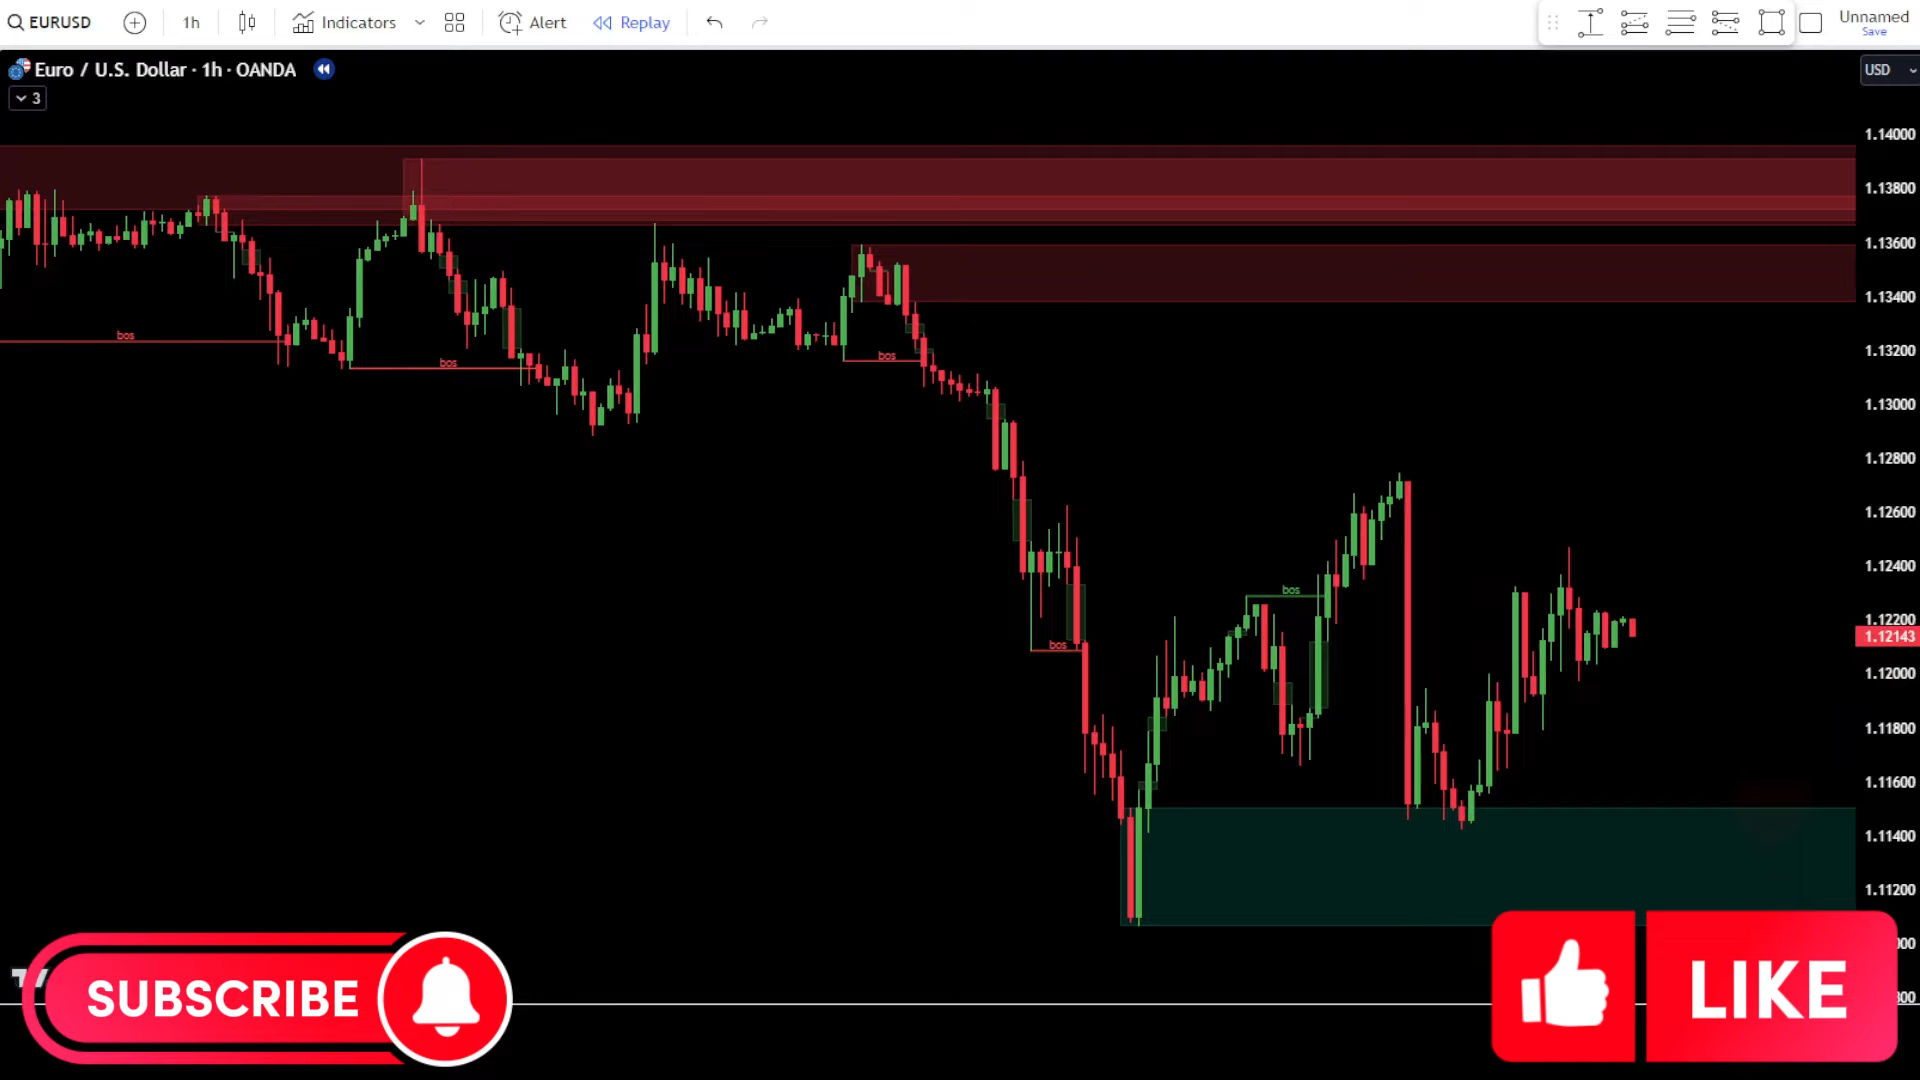 EURUSD
1h
Indicators
Alert
Replay
Unnamed
Save
Euro / U.S. Dollar · 1h · OANDA
USD
3
1.14000
1.13800
1.13600
1.13400
1.13200
1.13000
1.12800
1.12600
1.12400
1.12200
1.12143
1.12000
1.11800
1.11600
1.11400
1.11200
bos
bos
bos
bos
bos
SUBSCRIBE
LIKE